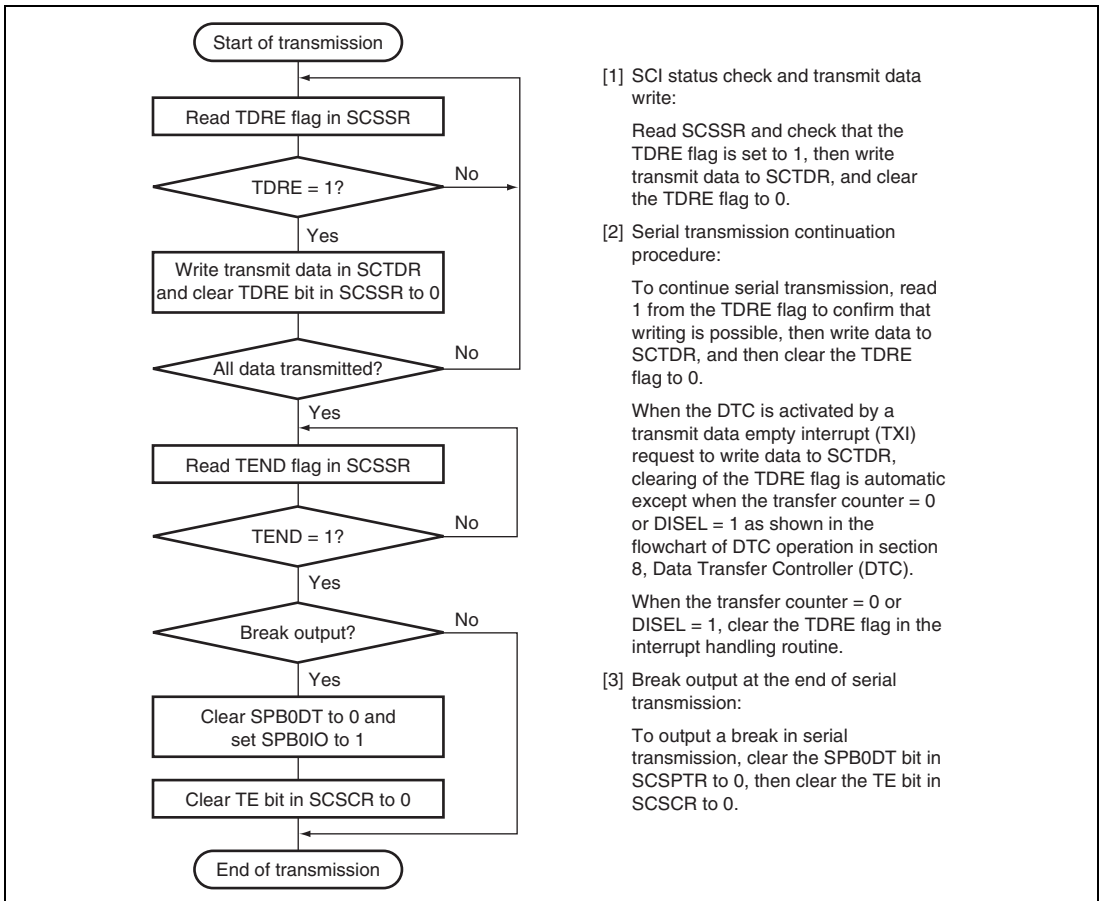 Start of transmission
Read TDRE flag in SCSSR
TDRE = 1?
No
Yes
Write transmit data in SCTDR
and clear TDRE bit in SCSSR to 0
All data transmitted?
No
Yes
Read TEND flag in SCSSR
TEND = 1?
No
Yes
Break output?
No
Yes
Clear SPB0DT to 0 and
set SPB0IO to 1
Clear TE bit in SCSCR to 0
End of transmission
[1] SCI status check and transmit data
write:
Read SCSSR and check that the
TDRE flag is set to 1, then write
transmit data to SCTDR, and clear
the TDRE flag to 0.
[2] Serial transmission continuation
procedure:
To continue serial transmission, read
1 from the TDRE flag to confirm that
writing is possible, then write data to
SCTDR, and then clear the TDRE
flag to 0.
When the DTC is activated by a
transmit data empty interrupt (TXI)
request to write data to SCTDR,
clearing of the TDRE flag is automatic
except when the transfer counter = 0
or DISEL = 1 as shown in the
flowchart of DTC operation in section
8, Data Transfer Controller (DTC).
When the transfer counter = 0 or
DISEL = 1, clear the TDRE flag in the
interrupt handling routine.
[3] Break output at the end of serial
transmission:
To output a break in serial
transmission, clear the SPB0DT bit in
SCSPTR to 0, then clear the TE bit in
SCSCR to 0.